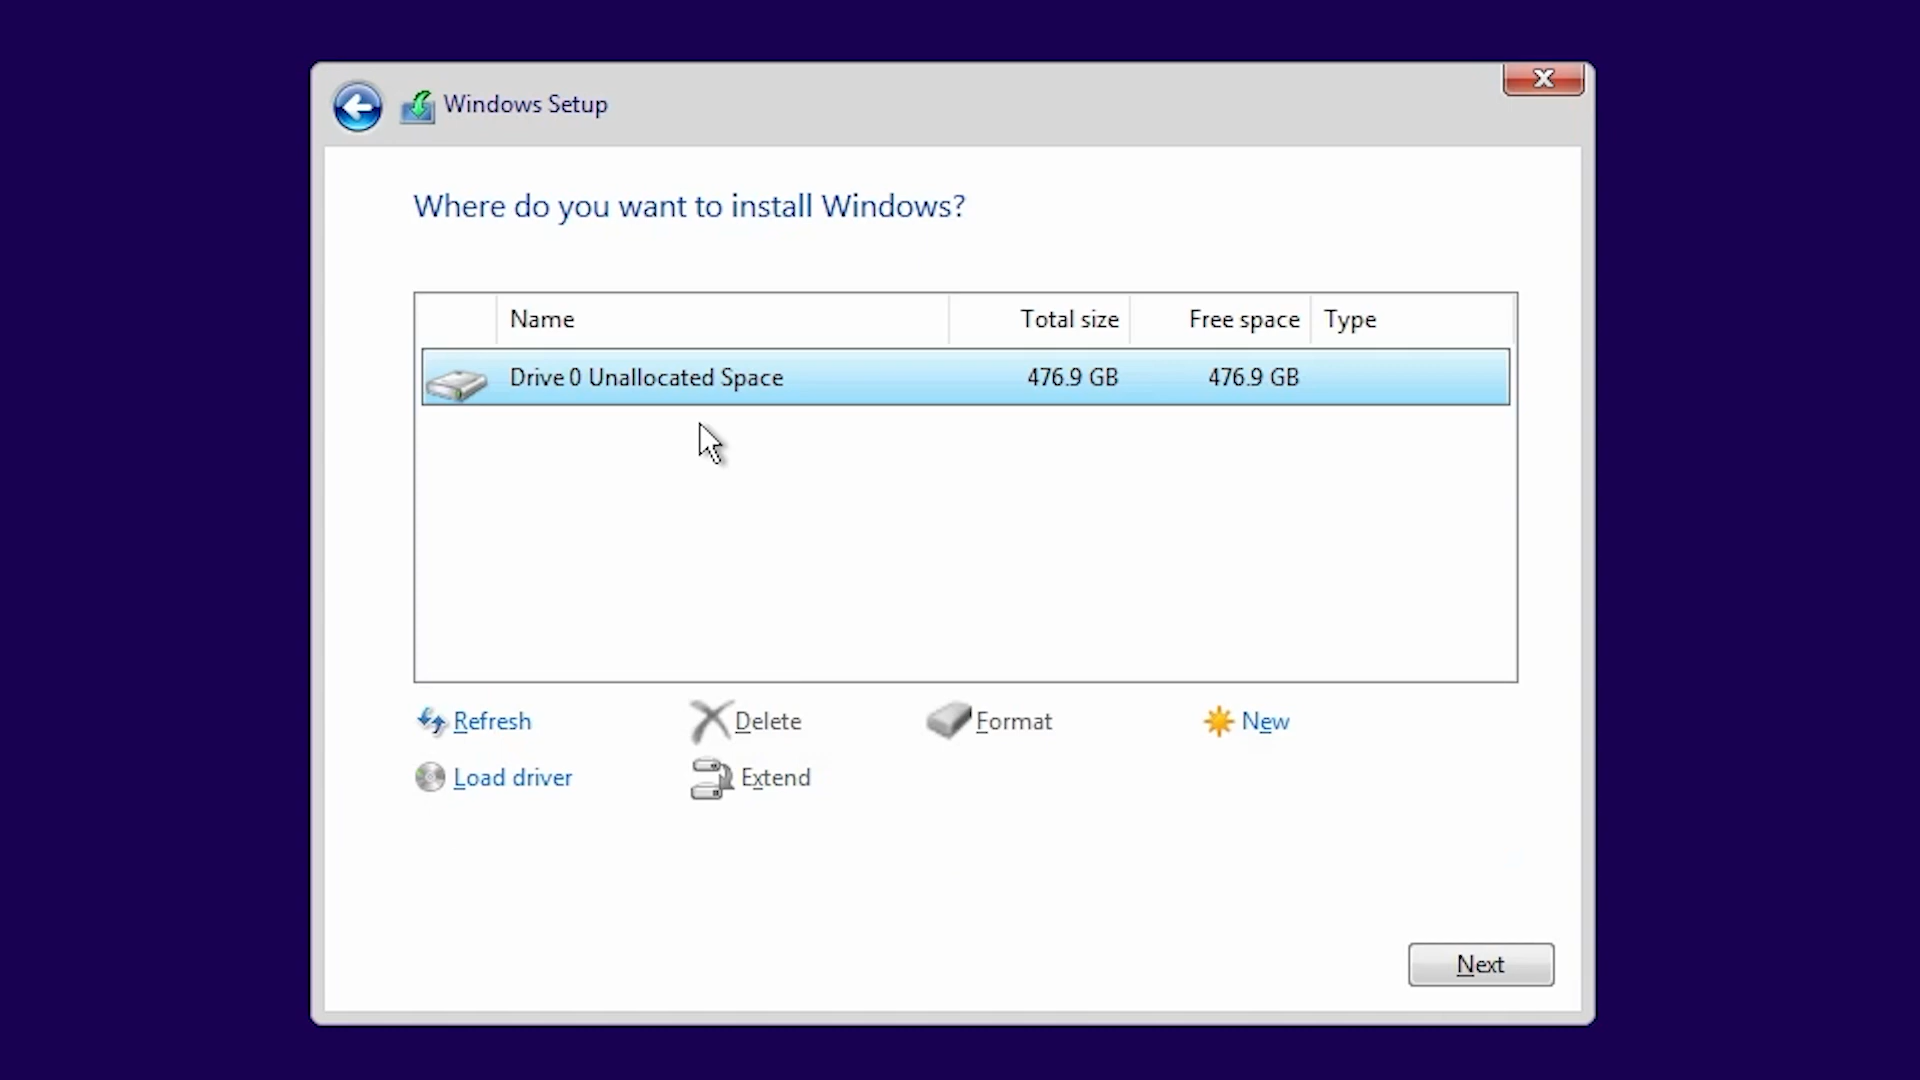 Windows Setup
X
Where do you want to install Windows?
Name Total size Free space Type
Drive 0 Unallocated Space 476.9 GB 476.9 GB
Refresh Delete Format New
Load driver Extend
Next